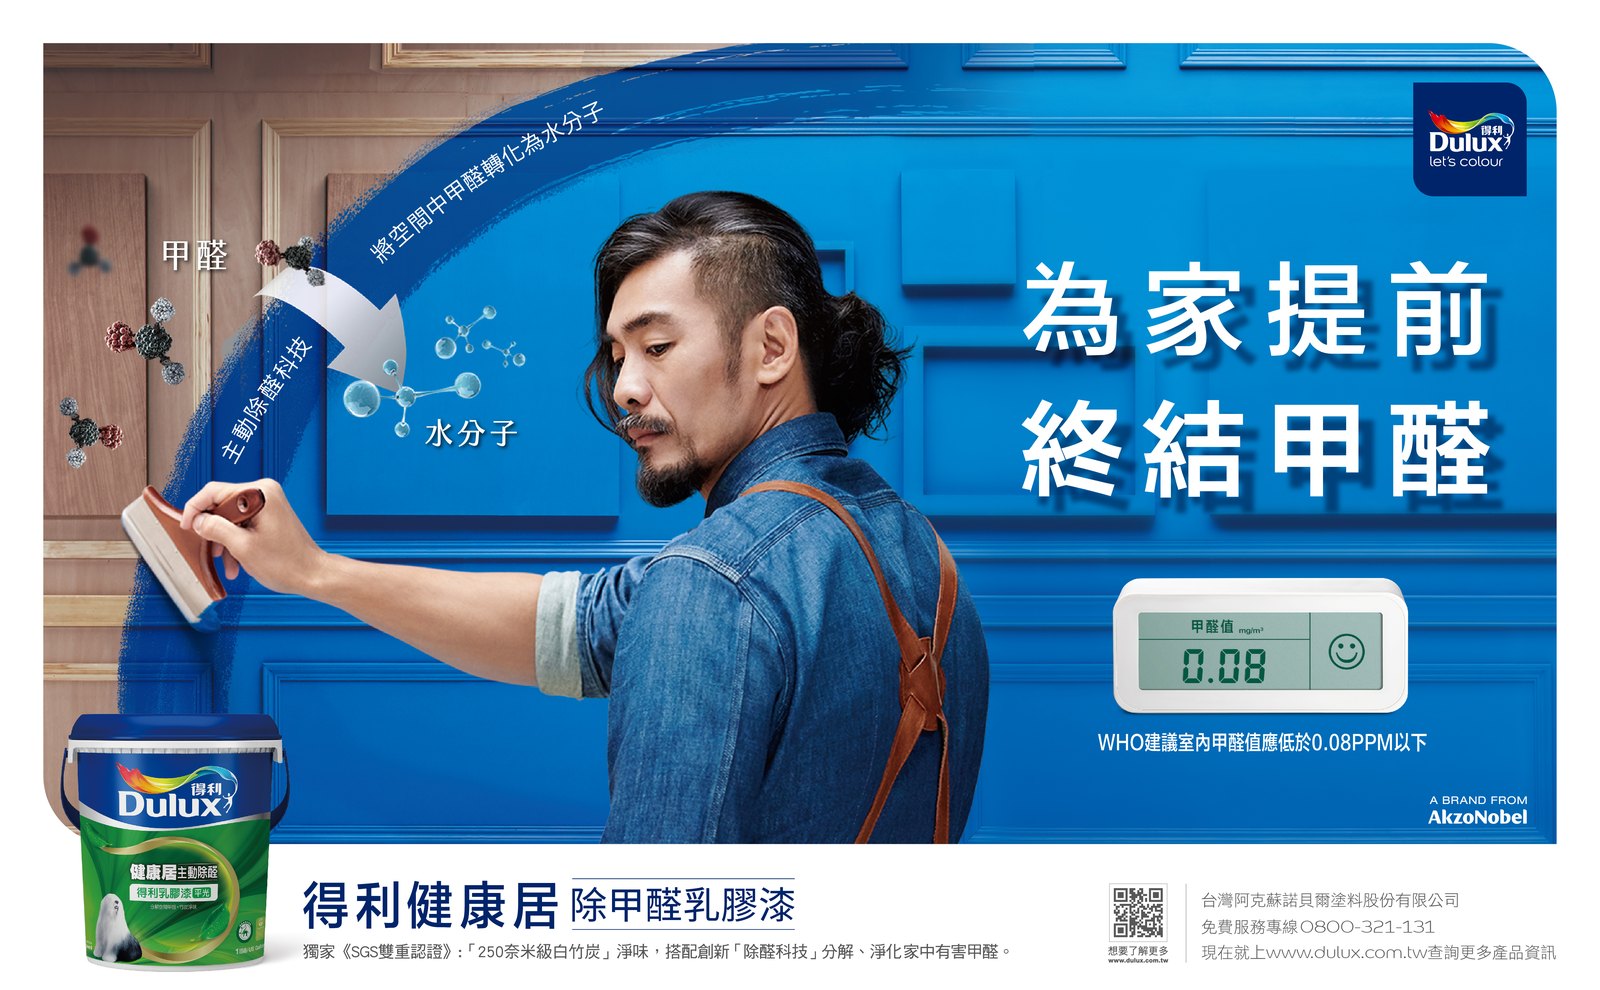 將空間中甲醛轉化為水分子
得利
Dulux
let's colour
甲醛
主動除醛科技
水分子
為家提前
終結甲醛
甲醛值 mg/m³
0.08
WHO建議室內甲醛值應低於0.08PPM以下
A BRAND FROM
AkzoNobel
得利
Dulux
健康居主動除醛
得利乳膠漆 平光
得利健康居 除甲醛乳膠漆
獨家《SGS雙重認證》:「250奈米級白竹炭」淨味，搭配創新「除醛科技」分解、淨化家中有害甲醛。
想要了解更多
www.dulux.com.tw
台灣阿克蘇諾貝爾塗料股份有限公司
免費服務專線0800-321-131
現在就上www.dulux.com.tw查詢更多產品資訊